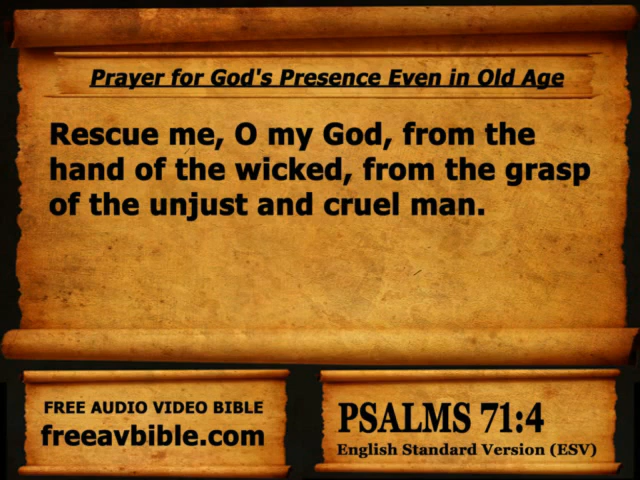 Prayer for God's Presence Even in Old Age
Rescue me, O my God, from the
hand of the wicked, from the grasp
of the unjust and cruel man.
FREE AUDIO VIDEO BIBLE
freeavbible.com
PSALMS 71:4
English Standard Version (ESV)